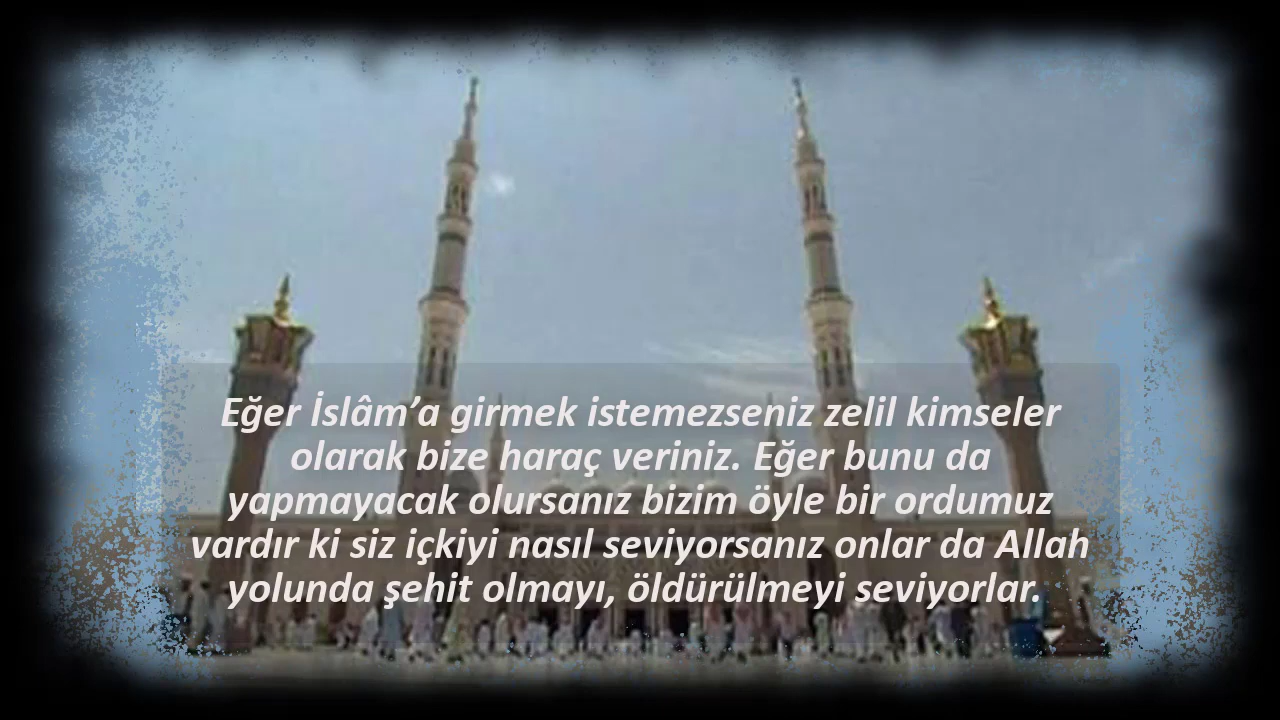 Eğer İslâm’a girmek istemezseniz zelil kimseler
olarak bize haraç veriniz. Eğer bunu da
yapmayacak olursanız bizim öyle bir ordumuz
vardır ki siz içkiyi nasıl seviyorsanız onlar da Allah
yolunda şehit olmayı, öldürülmeyi seviyorlar.